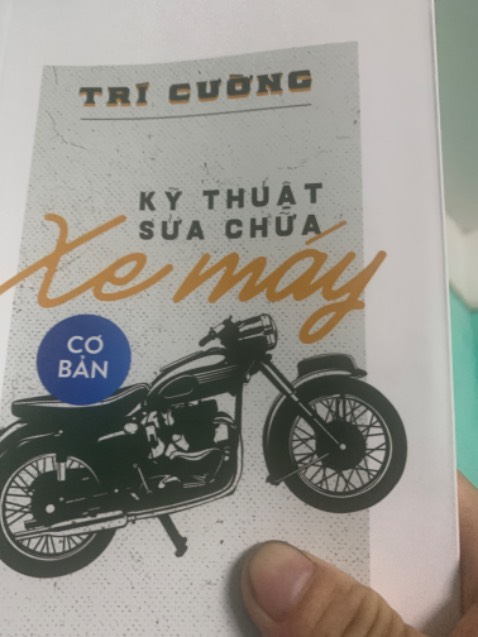 TRÍ CƯỜNG
KỸ THUẬT
SỬA CHỮA
Xe máy
CƠ
BẢN